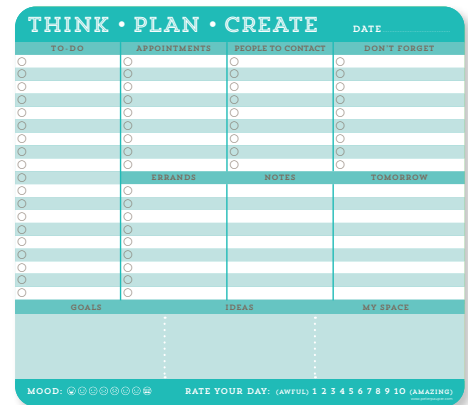 THINK • PLAN • CREATE
DATE
TO-DO APPOINTMENTS PEOPLE TO CONTACT DON'T FORGET
ERRANDS NOTES TOMORROW
GOALS IDEAS MY SPACE
MOOD: RATE YOUR DAY: (AWFUL) 1 2 3 4 5 6 7 8 9 10 (AMAZING)